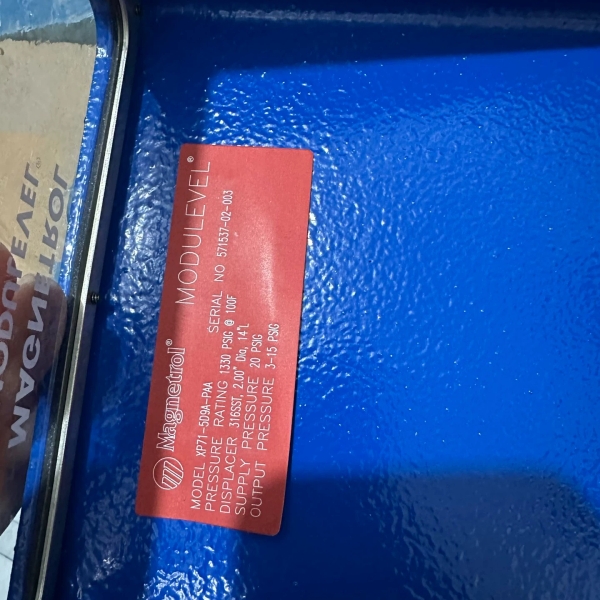 Magnetrol® MODULEVEL®
MODEL XP71-5D9A-PAA SERIAL NO 571537-02-003
PRESSURE RATING 1330 PSIG @ 100F
DISPLACER 316SST, 2.00" Dia, 14"L
SUPPLY PRESSURE 20 PSIG
OUTPUT PRESSURE 3-15 PSIG
MAGNETROL
MODULEVEL